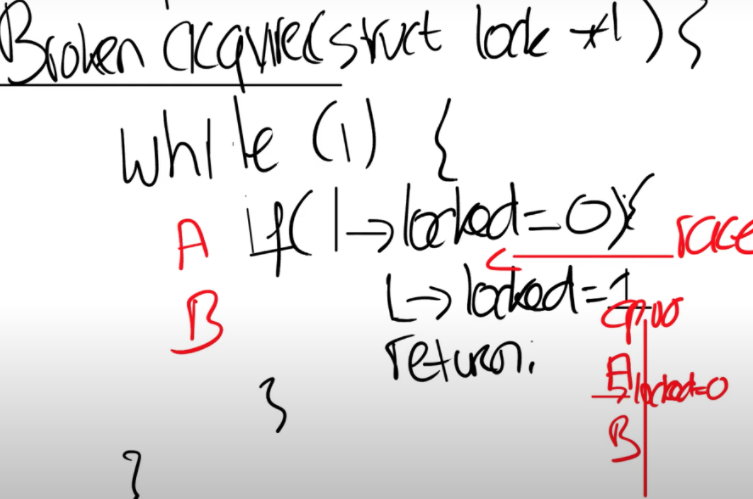 Broken acquire(struct lock *l) {
while (1) {
A if( l→locked=0){ race
B l→locked=1
return;
CPU0
A locked=0
B
}
}